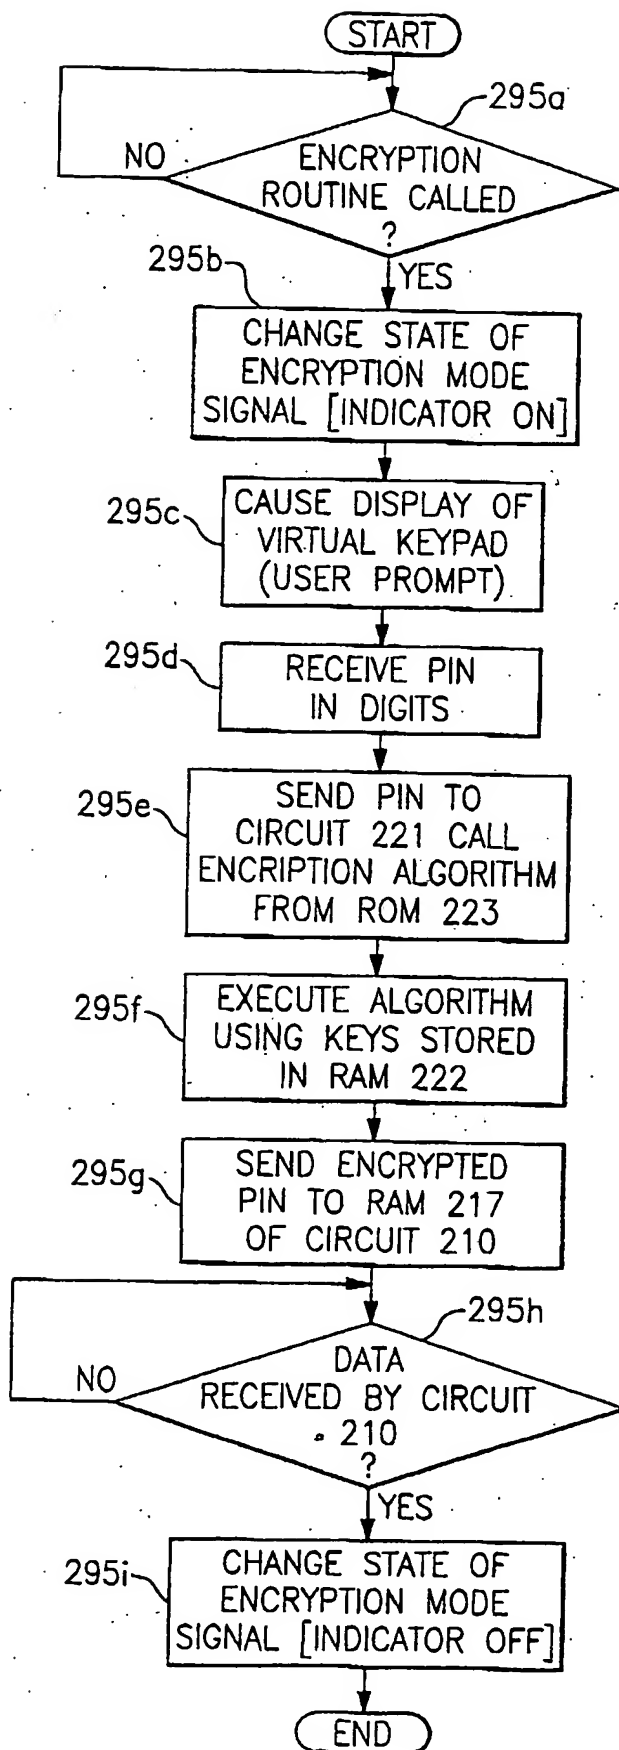 START
295a
NO
ENCRYPTION
ROUTINE CALLED
?
295b
YES
CHANGE STATE OF
ENCRYPTION MODE
SIGNAL [INDICATOR ON]
295c
CAUSE DISPLAY OF
VIRTUAL KEYPAD
(USER PROMPT)
295d
RECEIVE PIN
IN DIGITS
295e
SEND PIN TO
CIRCUIT 221 CALL
ENCRIPTION ALGORITHM
FROM ROM 223
295f
EXECUTE ALGORITHM
USING KEYS STORED
IN RAM 222
295g
SEND ENCRYPTED
PIN TO RAM 217
OF CIRCUIT 210
295h
NO
DATA
RECEIVED BY CIRCUIT
210
?
YES
295i
CHANGE STATE OF
ENCRYPTION MODE
SIGNAL [INDICATOR OFF]
END